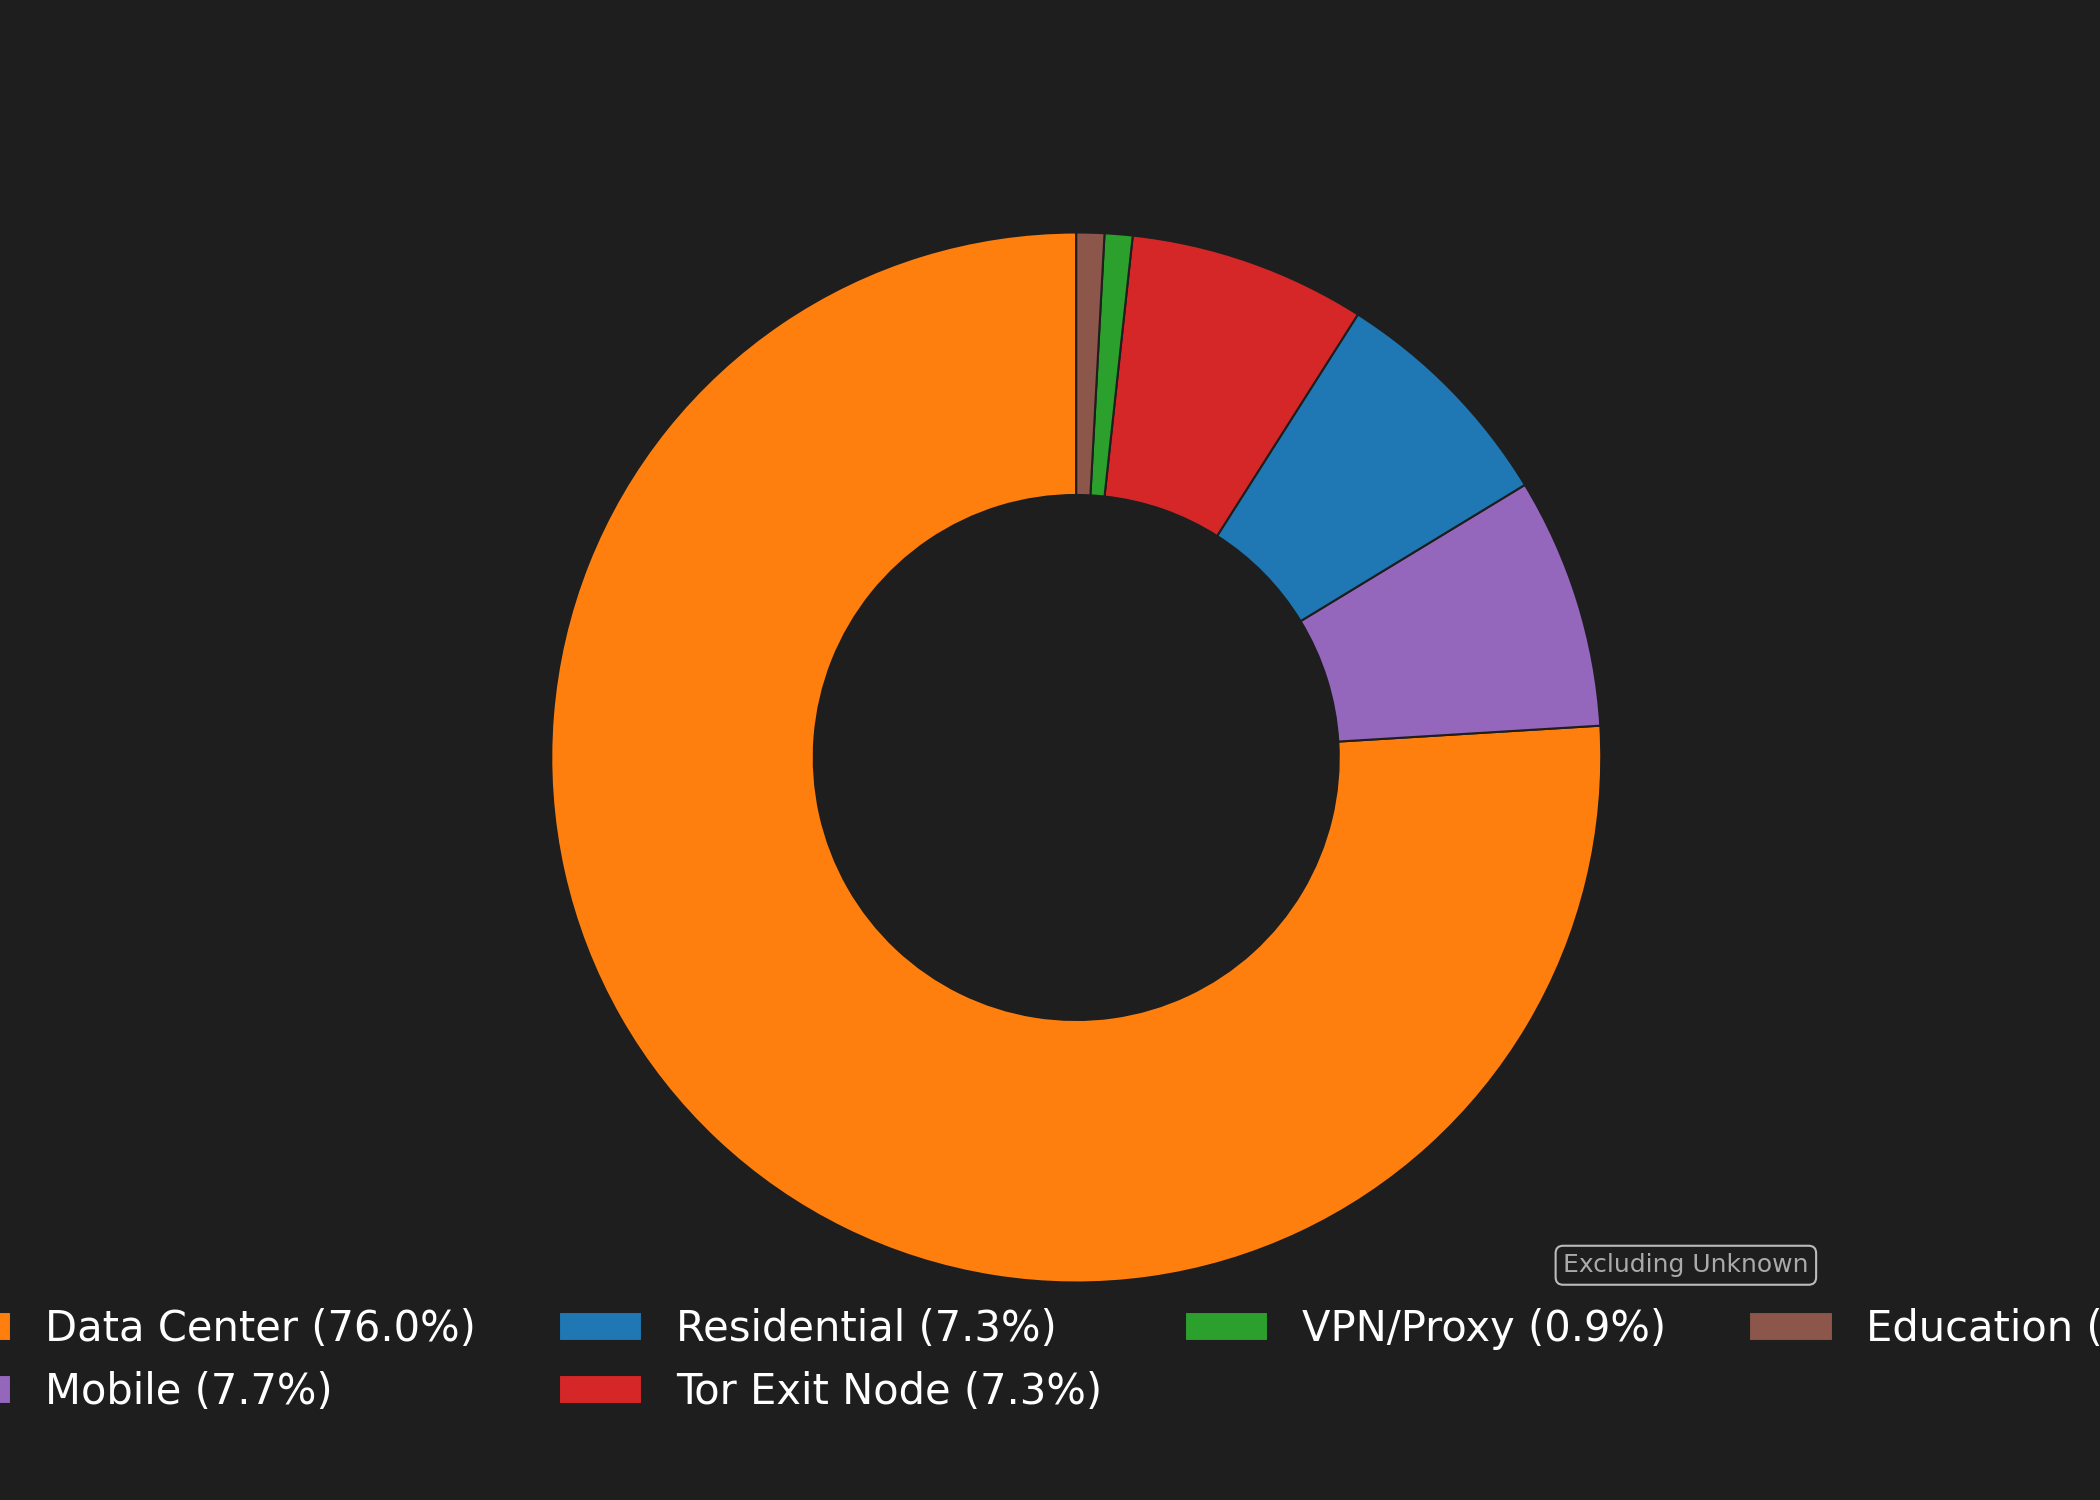 Excluding Unknown
Data Center (76.0%)
Residential (7.3%)
VPN/Proxy (0.9%)
Education (
Mobile (7.7%)
Tor Exit Node (7.3%)